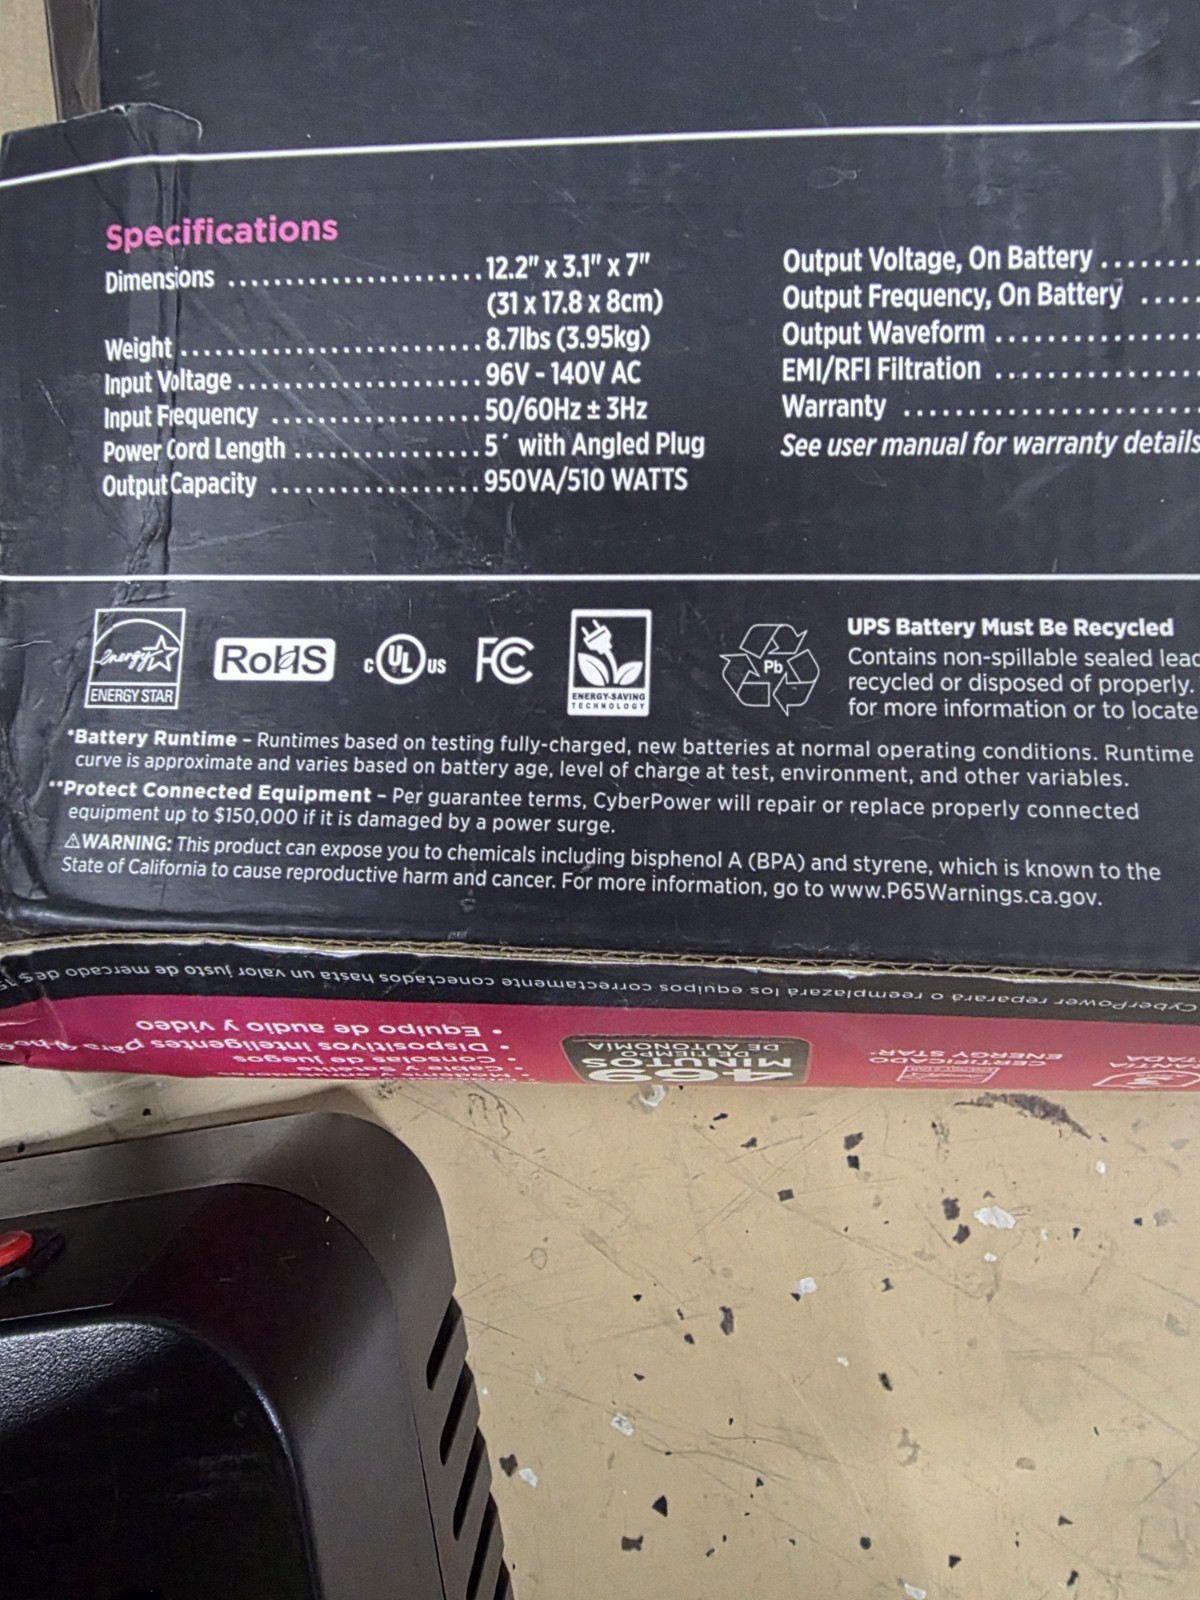 Specifications
Dimensions ........................ 12.2" x 3.1" x 7"
(31 x 17.8 x 8cm)
Weight ........................ 8.7lbs (3.95kg)
Input Voltage ........................ 96V - 140V AC
Input Frequency ........................ 50/60Hz ± 3Hz
Power Cord Length ........................ 5´ with Angled Plug
Output Capacity ........................ 950VA/510 WATTS
Output Voltage, On Battery ........
Output Frequency, On Battery .....
Output Waveform ................
EMI/RFI Filtration ................
Warranty ........................
See user manual for warranty details
energy
ENERGY STAR
RoHS
C UL US
FC
ENERGY-SAVING
TECHNOLOGY
Pb
UPS Battery Must Be Recycled
Contains non-spillable sealed lead
recycled or disposed of properly.
for more information or to locate
*Battery Runtime – Runtimes based on testing fully-charged, new batteries at normal operating conditions. Runtime
curve is approximate and varies based on battery age, level of charge at test, environment, and other variables.
**Protect Connected Equipment – Per guarantee terms, CyberPower will repair or replace properly connected
equipment up to $150,000 if it is damaged by a power surge.
⚠WARNING: This product can expose you to chemicals including bisphenol A (BPA) and styrene, which is known to the
State of California to cause reproductive harm and cancer. For more information, go to www.P65Warnings.ca.gov.
CyberPower reparará o reemplazará los equipos conectados correctamente hasta un valor justo de mercado de $
• Equipo de audio y video
• Dispositivos inteligentes para
• Consolas de juegos
• Cable y Satélite
469
MINUTOS
DE TIEMPO
DE AUTONOMÍA
CERTIFICADO
ENERGY STAR